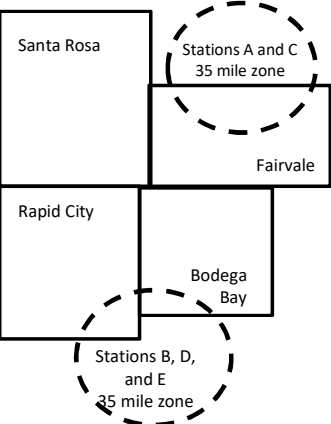 Santa Rosa
Stations A and C
35 mile zone
Fairvale
Rapid City
Bodega
Bay
Stations B, D,
and E
35 mile zone